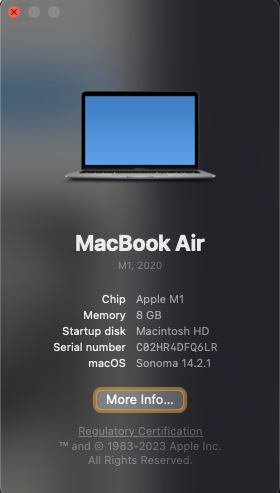 MacBook Air
M1, 2020
Chip Apple M1
Memory 8 GB
Startup disk Macintosh HD
Serial number C02HR4DFQ6LR
macOS Sonoma 14.2.1
More Info...
Regulatory Certification
™ and © 1983-2023 Apple Inc.
All Rights Reserved.